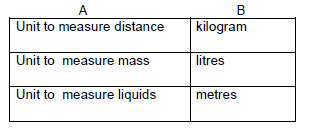 A B
Unit to measure distance kilogram
Unit to  measure mass litres
Unit to  measure liquids metres